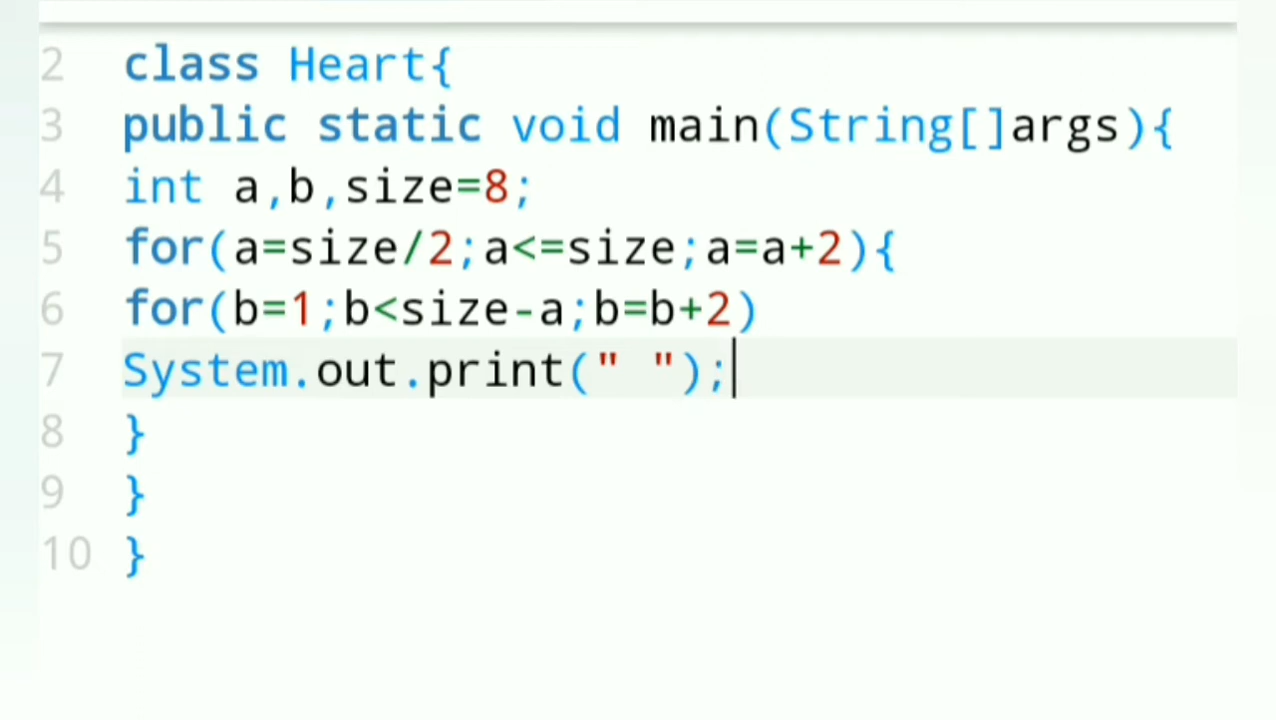 2 class Heart{
3 public static void main(String[]args){
4 int a,b,size=8;
5 for(a=size/2;a<=size;a=a+2){
6 for(b=1;b<size-a;b=b+2)
7 System.out.print(" ");
8 }
9 }
10 }